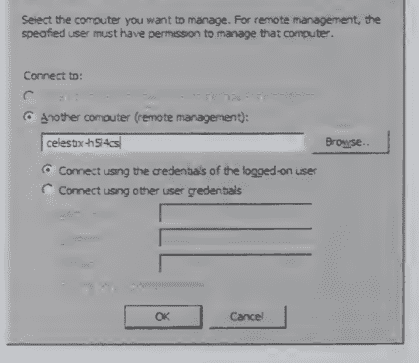 Select the computer you want to manage. For remote management, the
specified user must have permission to manage that computer.
Connect to:
Another computer (remote management):
Browse..
Connect using the credentials of the logged-on user
Connect using other user credentials
OK
Cancel